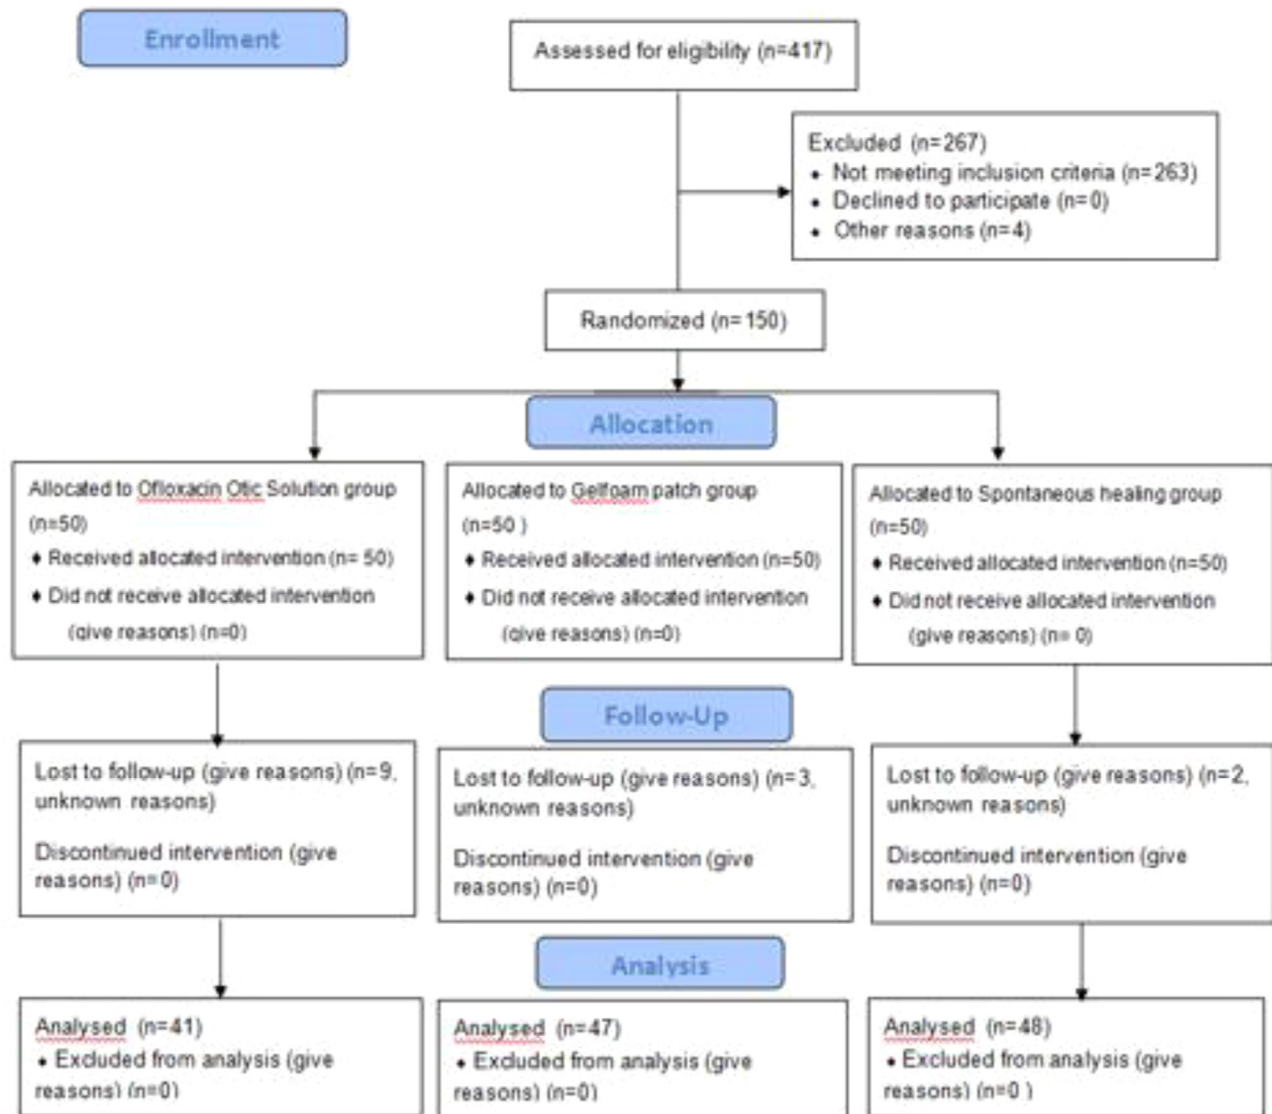 Enrollment
Assessed for eligibility (n=417)
Excluded (n=267)
• Not meeting inclusion criteria (n=263)
• Declined to participate (n=0)
• Other reasons (n=4)
Randomized (n=150)
Allocation
Allocated to Ofloxacin Otic Solution group
(n=50)
♦ Received allocated intervention (n= 50)
♦ Did not receive allocated intervention
(give reasons) (n=0)
Allocated to Gelfoam patch group
(n=50 )
♦ Received allocated intervention (n=50)
♦ Did not receive allocated intervention
(give reasons) (n=0)
Allocated to Spontaneous healing group
(n=50)
♦ Received allocated intervention (n=50)
♦ Did not receive allocated intervention
(give reasons) (n= 0)
Follow-Up
Lost to follow-up (give reasons) (n=9,
unknown reasons)
Discontinued intervention (give
reasons) (n=0)
Lost to follow-up (give reasons) (n=3,
unknown reasons)
Discontinued intervention (give
reasons) (n=0)
Lost to follow-up (give reasons) (n=2,
unknown reasons)
Discontinued intervention (give
reasons) (n=0)
Analysis
Analysed (n=41)
♦ Excluded from analysis (give
reasons) (n=0)
Analysed (n=47)
♦ Excluded from analysis (give
reasons) (n=0)
Analysed (n=48)
♦ Excluded from analysis (give
reasons) (n=0 )